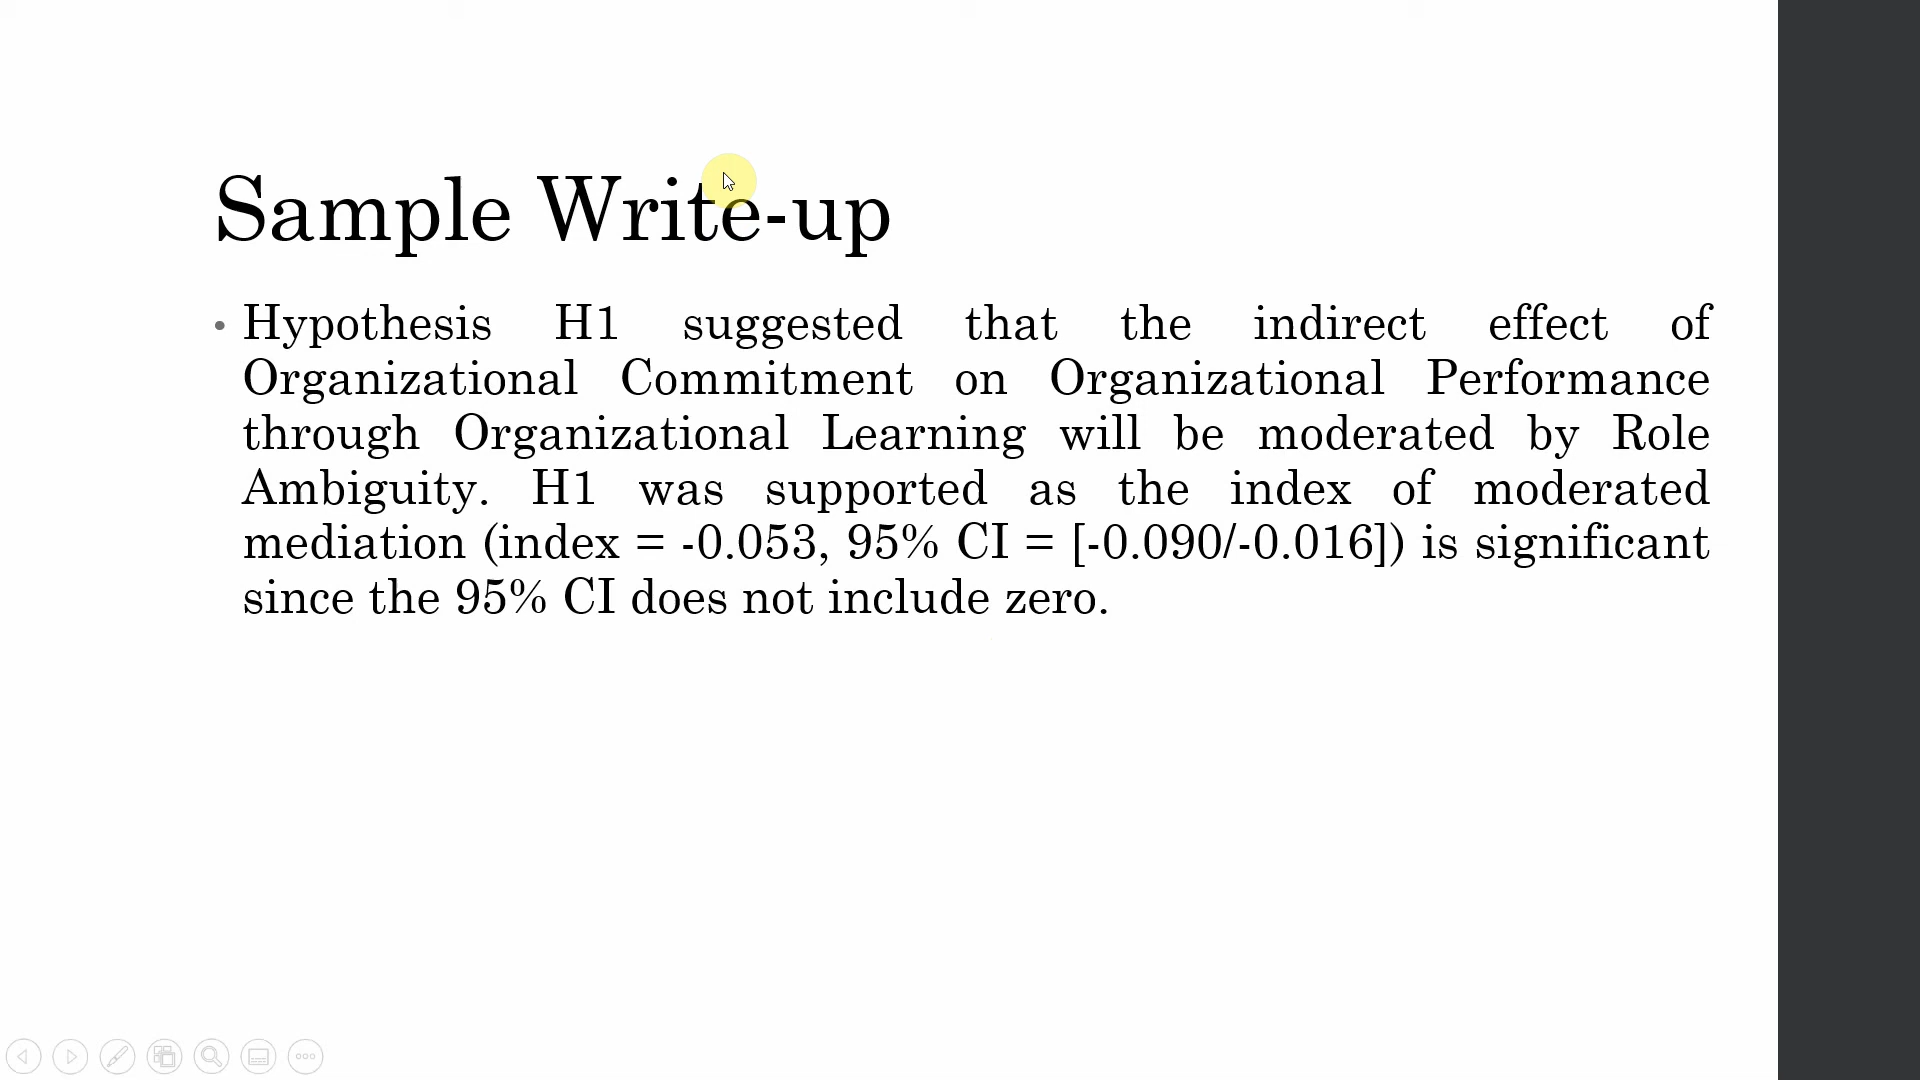 Sample Write-up
• Hypothesis H1 suggested that the indirect effect of
Organizational Commitment on Organizational Performance
through Organizational Learning will be moderated by Role
Ambiguity. H1 was supported as the index of moderated
mediation (index = -0.053, 95% CI = [-0.090/-0.016]) is significant
since the 95% CI does not include zero.